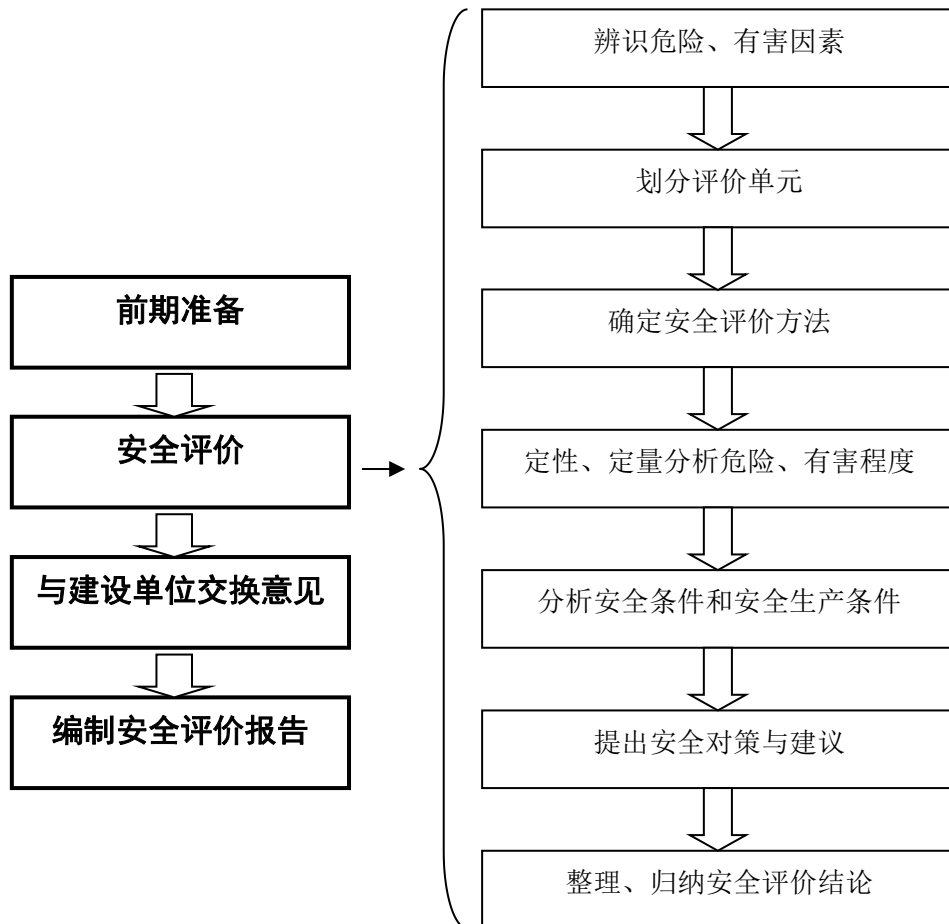 前期准备
安全评价
与建设单位交换意见
编制安全评价报告
辨识危险、有害因素
划分评价单元
确定安全评价方法
定性、定量分析危险、有害程度
分析安全条件和安全生产条件
提出安全对策与建议
整理、归纳安全评价结论